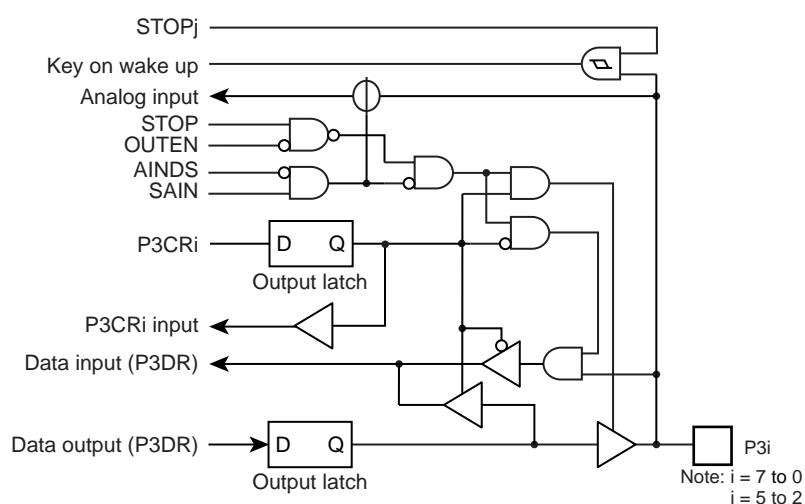 STOPj
Key on wake up
Analog input
STOP
OUTEN
AINDS
SAIN
P3CRi
D Q
Output latch
P3CRi input
Data input (P3DR)
Data output (P3DR)
D Q
Output latch
P3i
Note: i = 7 to 0
j = 5 to 2